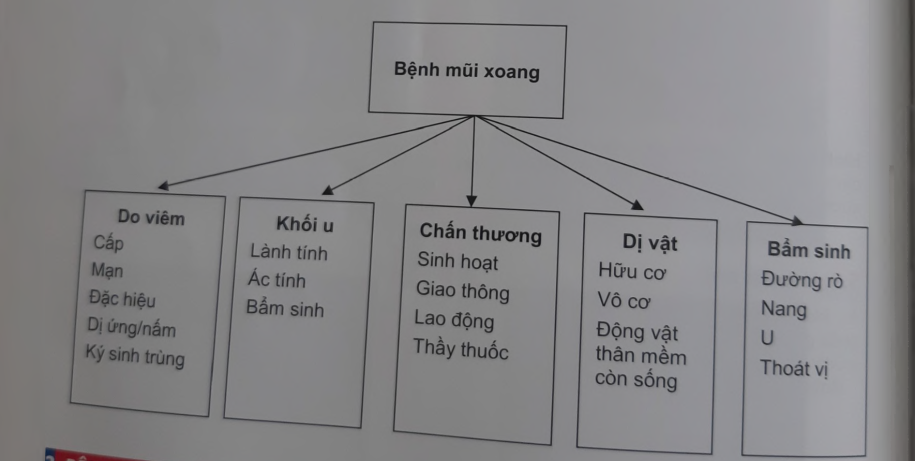 Bệnh mũi xoang
Do viêm
Cấp
Mạn
Đặc hiệu
Dị ứng/nấm
Ký sinh trùng
Khối u
Lành tính
Ác tính
Bẩm sinh
Chấn thương
Sinh hoạt
Giao thông
Lao động
Thầy thuốc
Dị vật
Hữu cơ
Vô cơ
Động vật
thân mềm
còn sống
Bẩm sinh
Đường rò
Nang
U
Thoát vị